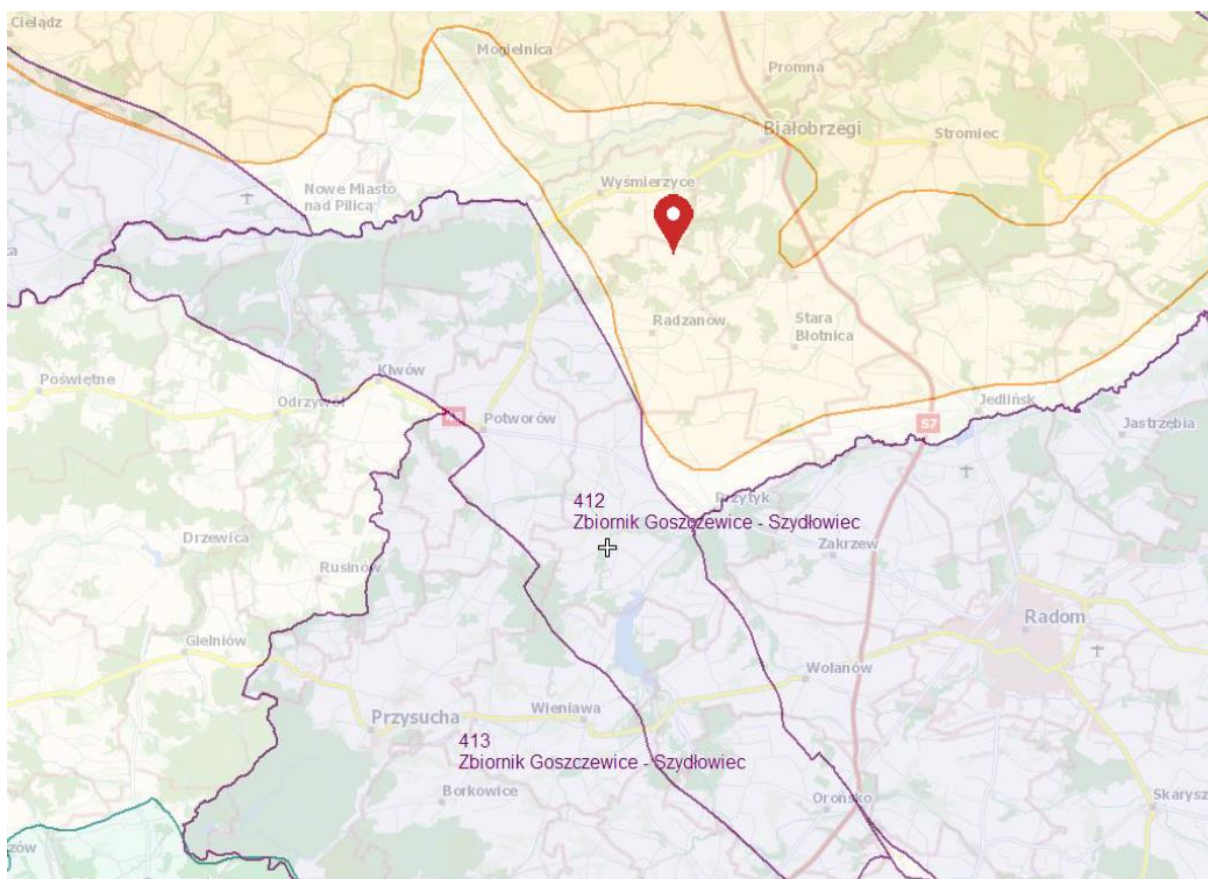 Cielądz
Mogielnica
Promna
Białobrzegi
Stromiec
Wyśmierzyce
Nowe Miasto
nad Pilicą
Radzanów
Stara
Błotnica
Klwów
Poświętne
Odrzywół
Potworów
Jedlińsk
S7
Jastrzębia
412
Przytyk
Zbiornik Goszczewice - Szydłowiec
Drzewica
Zakrzew
Rusinów
Radom
Gielniów
Wolanów
Przysucha
Wieniawa
413
Zbiornik Goszczewice - Szydłowiec
Borkowice
Orońsko
Skarysz
zów